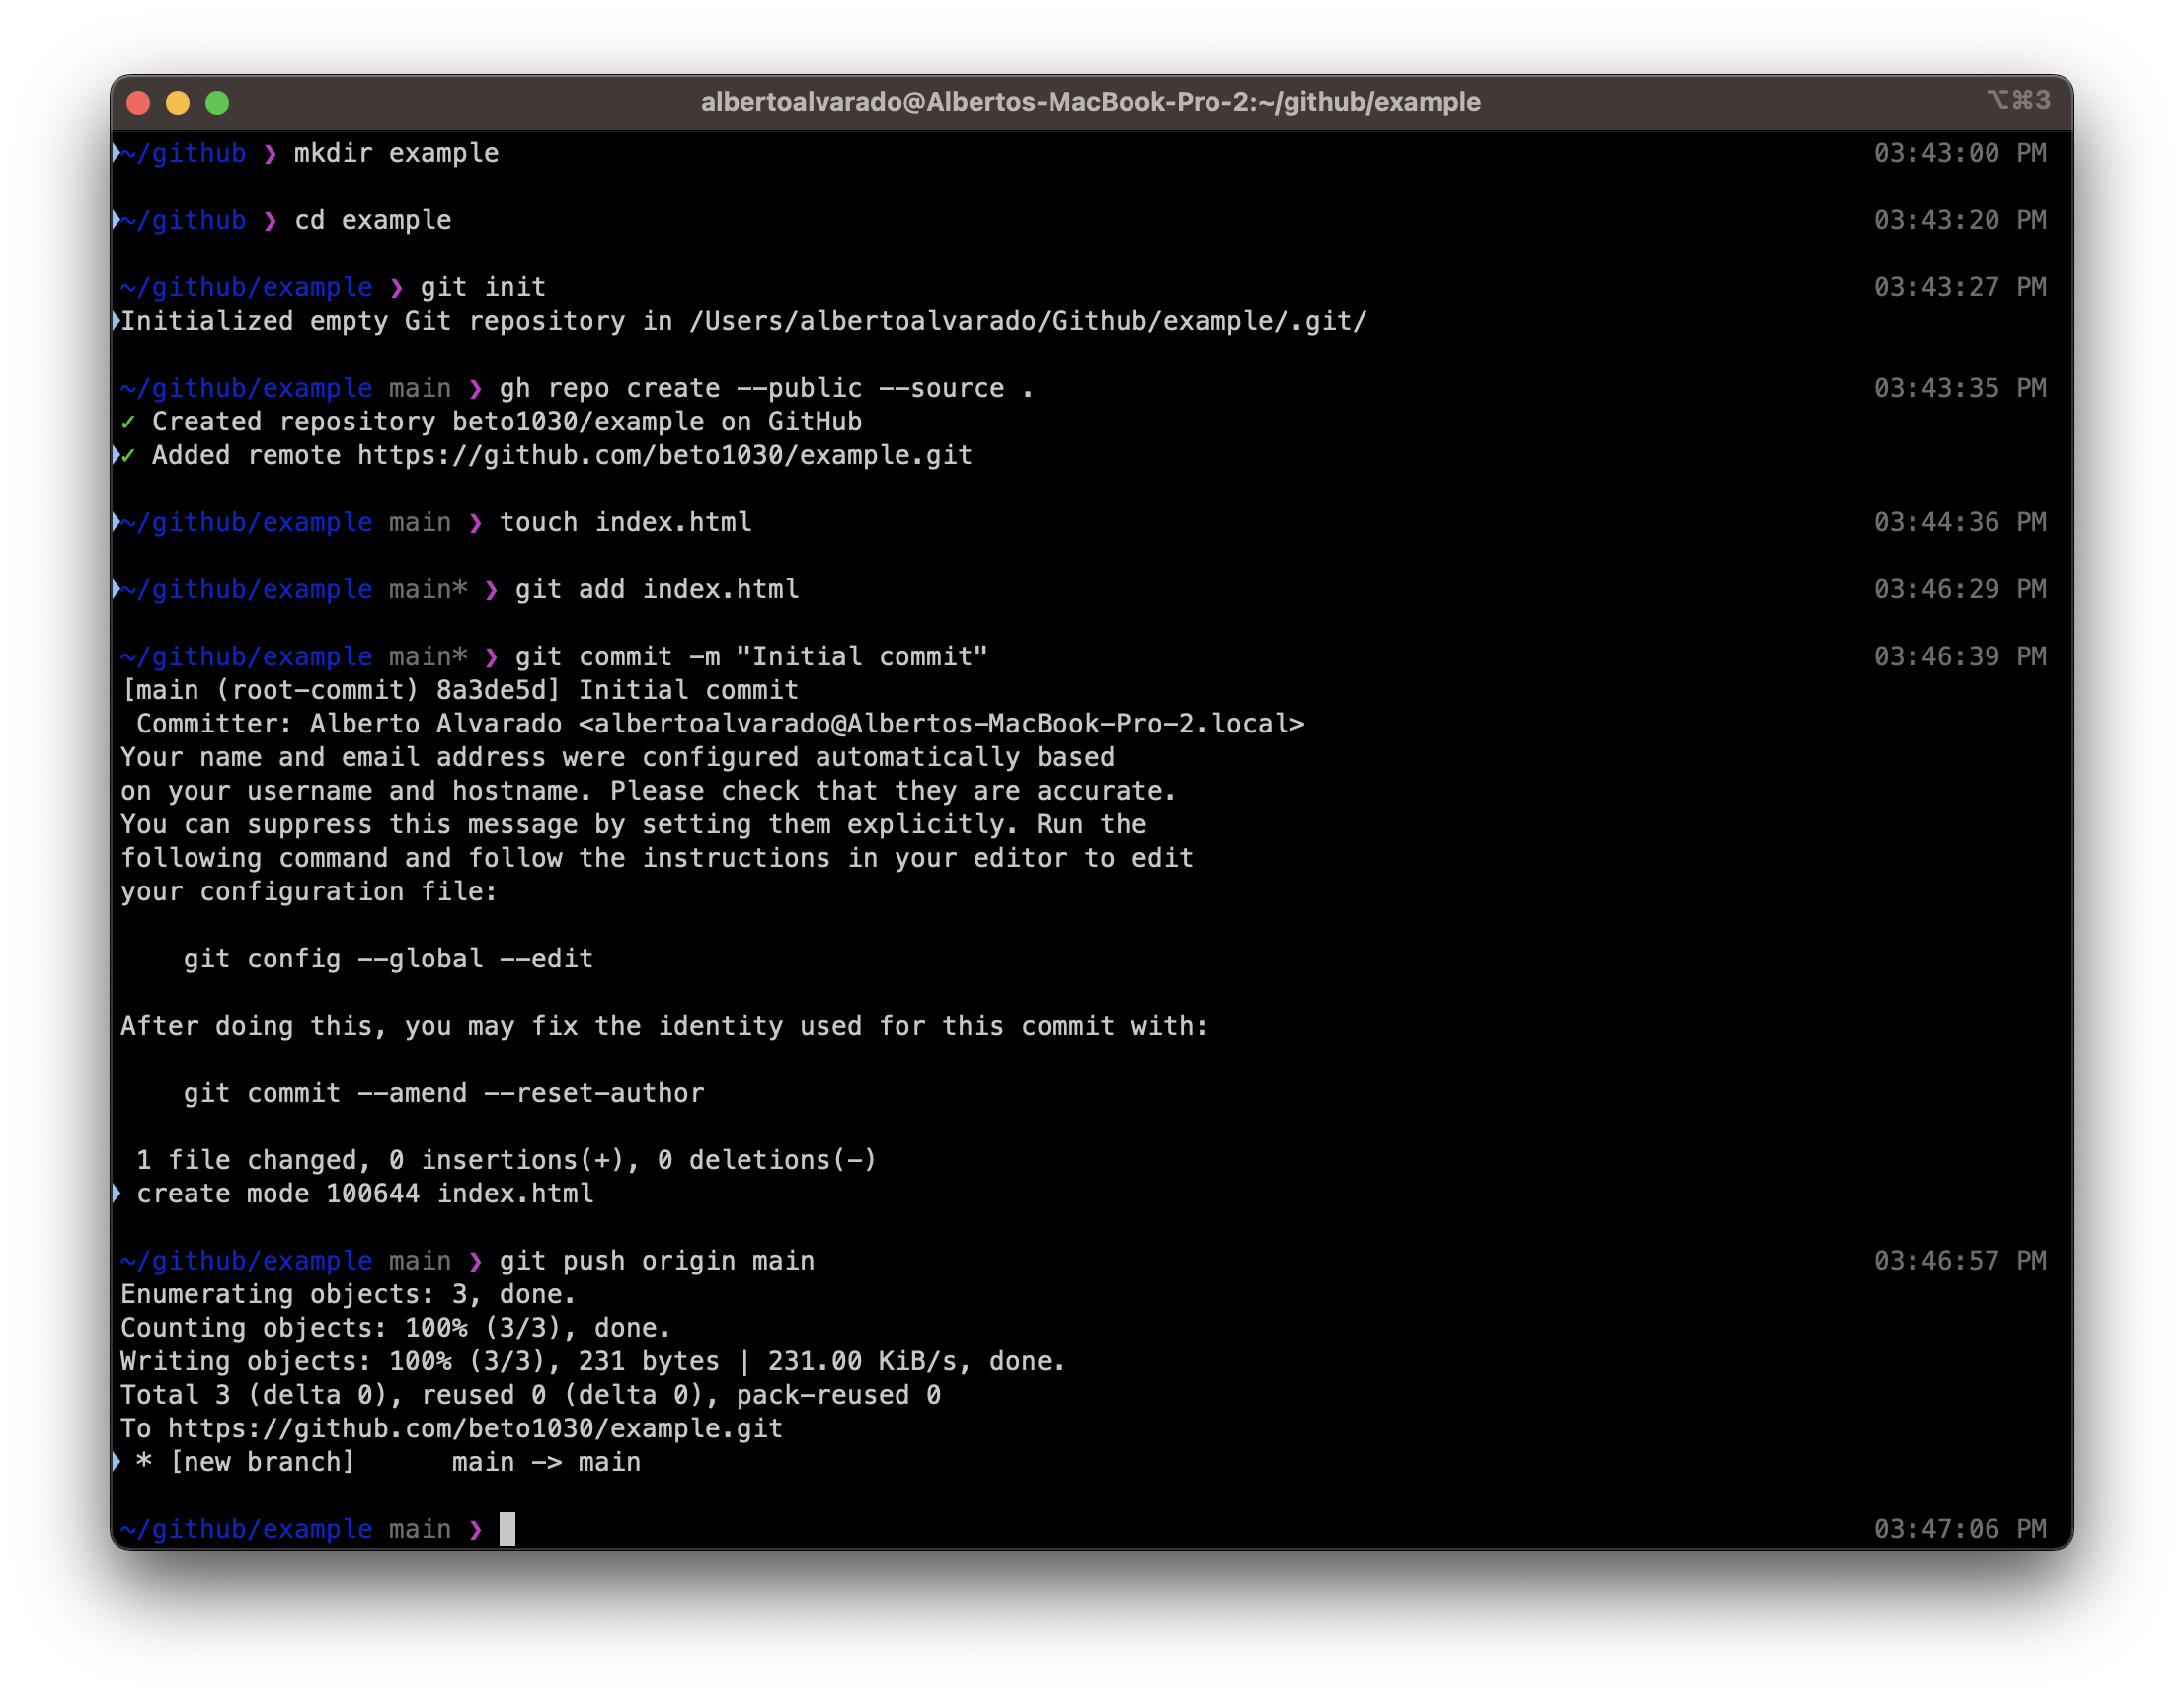 albertoalvarado@Albertos-MacBook-Pro-2:~/github/example ⌥⌘3
~/github ❯ mkdir example 03:43:00 PM
~/github ❯ cd example 03:43:20 PM
~/github/example ❯ git init 03:43:27 PM
Initialized empty Git repository in /Users/albertoalvarado/Github/example/.git/
~/github/example main ❯ gh repo create --public --source . 03:43:35 PM
✓ Created repository beto1030/example on GitHub
✓ Added remote https://github.com/beto1030/example.git
~/github/example main ❯ touch index.html 03:44:36 PM
~/github/example main* ❯ git add index.html 03:46:29 PM
~/github/example main* ❯ git commit -m "Initial commit" 03:46:39 PM
[main (root-commit) 8a3de5d] Initial commit
Committer: Alberto Alvarado <albertoalvarado@Albertos-MacBook-Pro-2.local>
Your name and email address were configured automatically based
on your username and hostname. Please check that they are accurate.
You can suppress this message by setting them explicitly. Run the
following command and follow the instructions in your editor to edit
your configuration file:
git config --global --edit
After doing this, you may fix the identity used for this commit with:
git commit --amend --reset-author
1 file changed, 0 insertions(+), 0 deletions(-)
create mode 100644 index.html
~/github/example main ❯ git push origin main 03:46:57 PM
Enumerating objects: 3, done.
Counting objects: 100% (3/3), done.
Writing objects: 100% (3/3), 231 bytes | 231.00 KiB/s, done.
Total 3 (delta 0), reused 0 (delta 0), pack-reused 0
To https://github.com/beto1030/example.git
* [new branch] main -> main
~/github/example main ❯ 03:47:06 PM